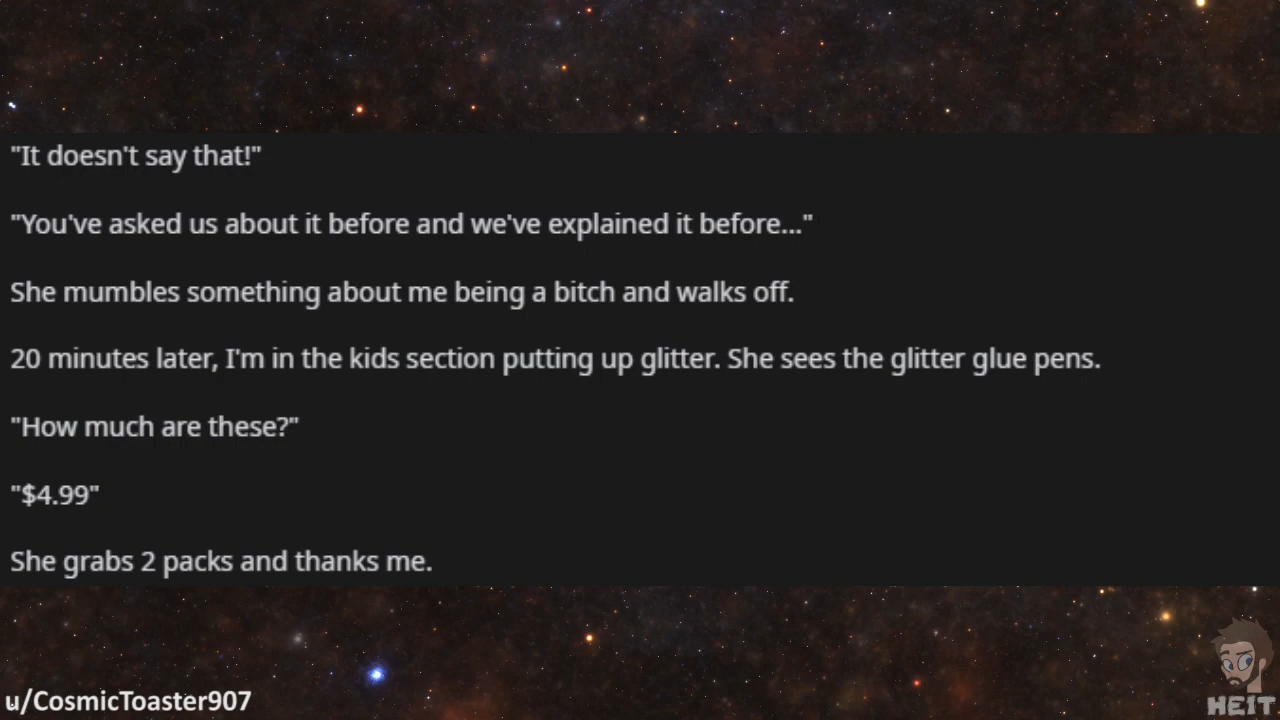 "It doesn't say that!"
"You've asked us about it before and we've explained it before..."
She mumbles something about me being a bitch and walks off.
20 minutes later, I'm in the kids section putting up glitter. She sees the glitter glue pens.
"How much are these?"
"$4.99"
She grabs 2 packs and thanks me.
u/CosmicToaster907
HEIT